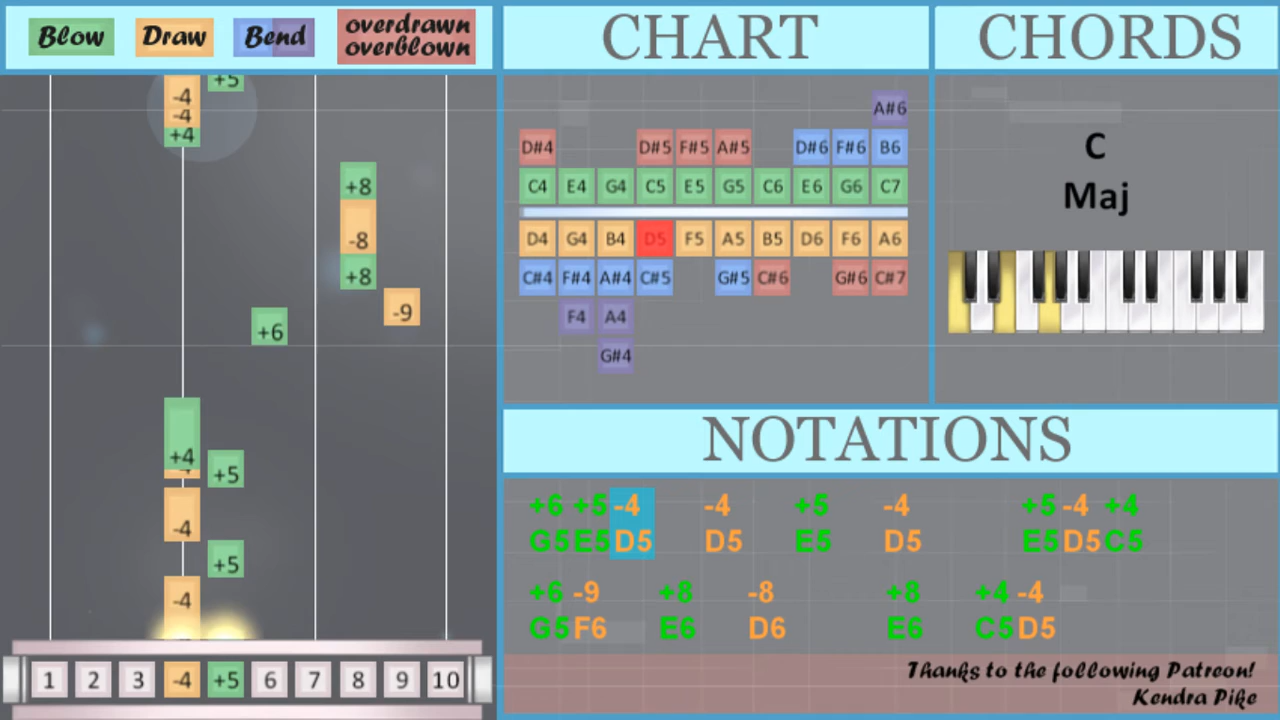 Blow Draw Bend overdrawn
overblown
CHART
CHORDS
+5
-4
-4
+4
+8
-8
+8
-9
+6
+4
-4
+5
-4
+5
-4
1 2 3 -4 +5 6 7 8 9 10
A#6
D#4 D#5 F#5 A#5 D#6 F#6 B6
C4 E4 G4 C5 E5 G5 C6 E6 G6 C7
D4 G4 B4 D5 F5 A5 B5 D6 F6 A6
C#4 F#4 A#4 C#5 G#5 C#6 G#6 C#7
F4 A4
G#4
C
Maj
NOTATIONS
+6 +5 -4 -4 +5 -4 +5 -4 +4
G5 E5 D5 D5 E5 D5 E5 D5 C5
+6 -9 +8 -8 +8 +4 -4
G5 F6 E6 D6 E6 C5 D5
Thanks to the following Patreon!
Kendra Pike